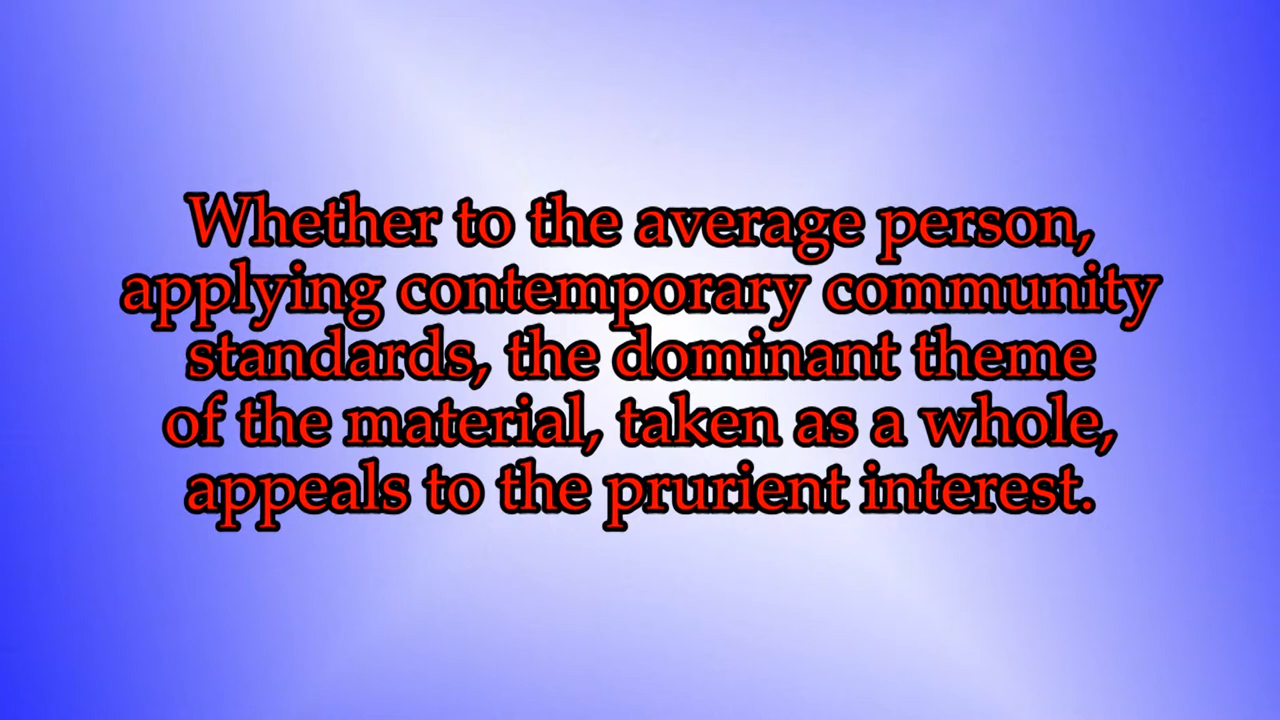 Whether to the average person,
applying contemporary community
standards, the dominant theme
of the material, taken as a whole,
appeals to the prurient interest.